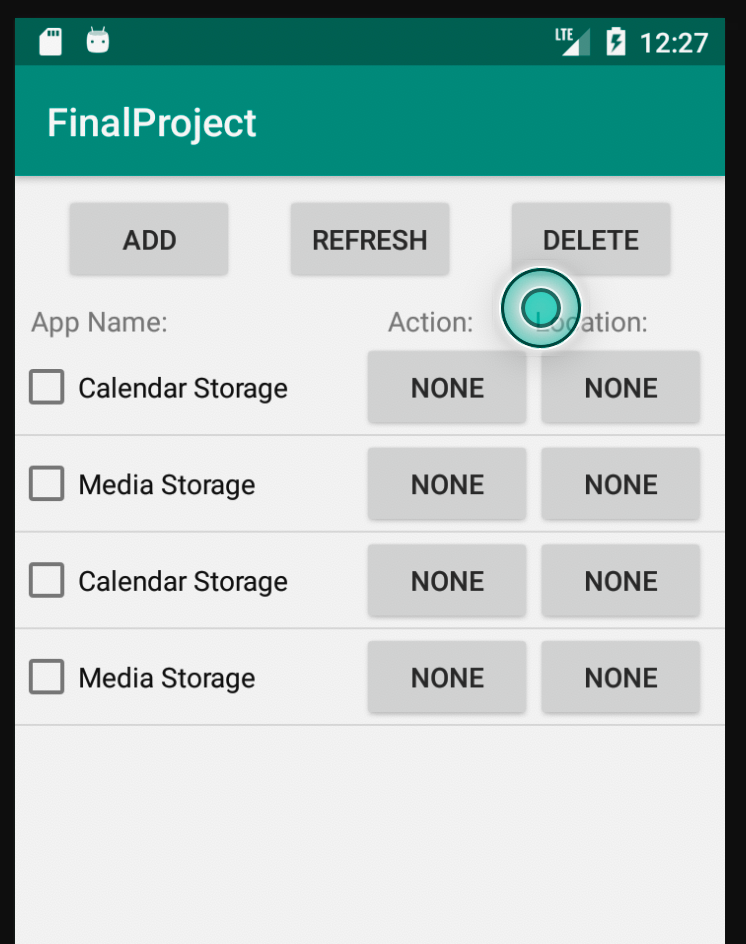 LTE 12:27
FinalProject
ADD REFRESH DELETE
App Name: Action: Location:
Calendar Storage NONE NONE
Media Storage NONE NONE
Calendar Storage NONE NONE
Media Storage NONE NONE